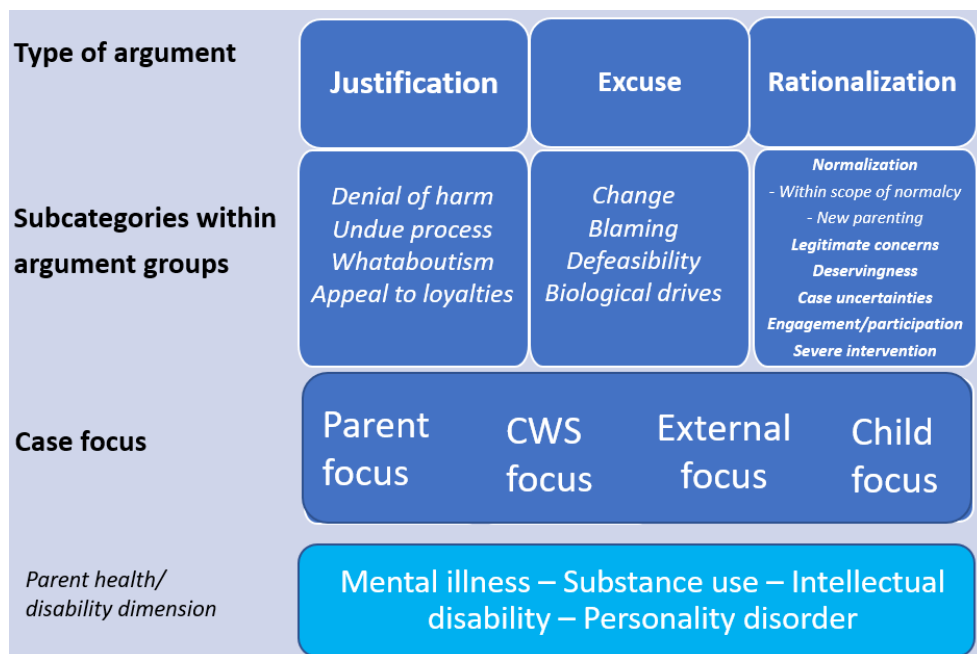 Type of argument
Justification
Excuse
Rationalization
Subcategories within
argument groups
Denial of harm
Undue process
Whataboutism
Appeal to loyalties
Change
Blaming
Defeasibility
Biological drives
Normalization
- Within scope of normalcy
- New parenting
Legitimate concerns
Deservingness
Case uncertainties
Engagement/participation
Severe intervention
Case focus
Parent
focus
CWS
focus
External
focus
Child
focus
Parent health/
disability dimension
Mental illness – Substance use – Intellectual
disability – Personality disorder